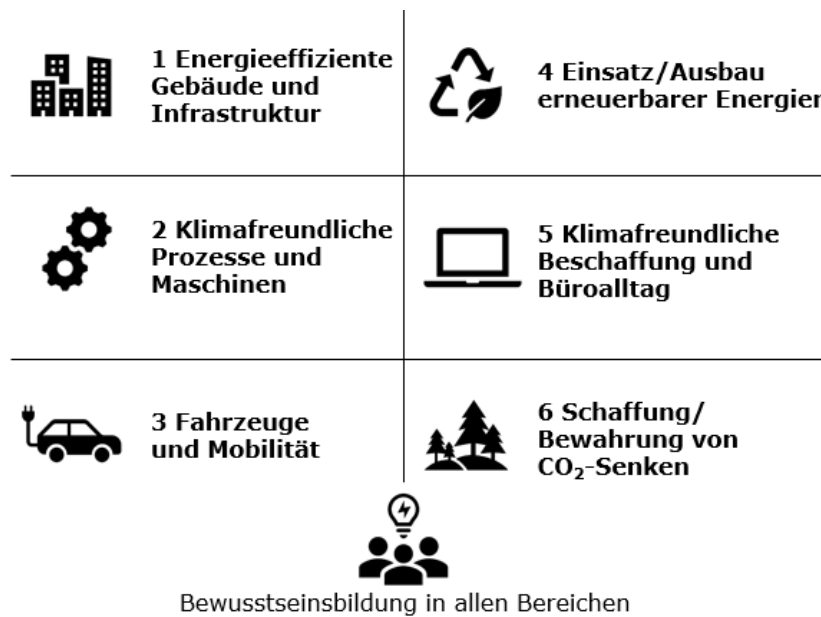 1 Energieeffiziente
Gebäude und
Infrastruktur
2 Klimafreundliche
Prozesse und
Maschinen
3 Fahrzeuge
und Mobilität
4 Einsatz/Ausbau
erneuerbarer Energien
5 Klimafreundliche
Beschaffung und
Büroalltag
6 Schaffung/
Bewahrung von
CO₂-Senken
Bewusstseinsbildung in allen Bereichen